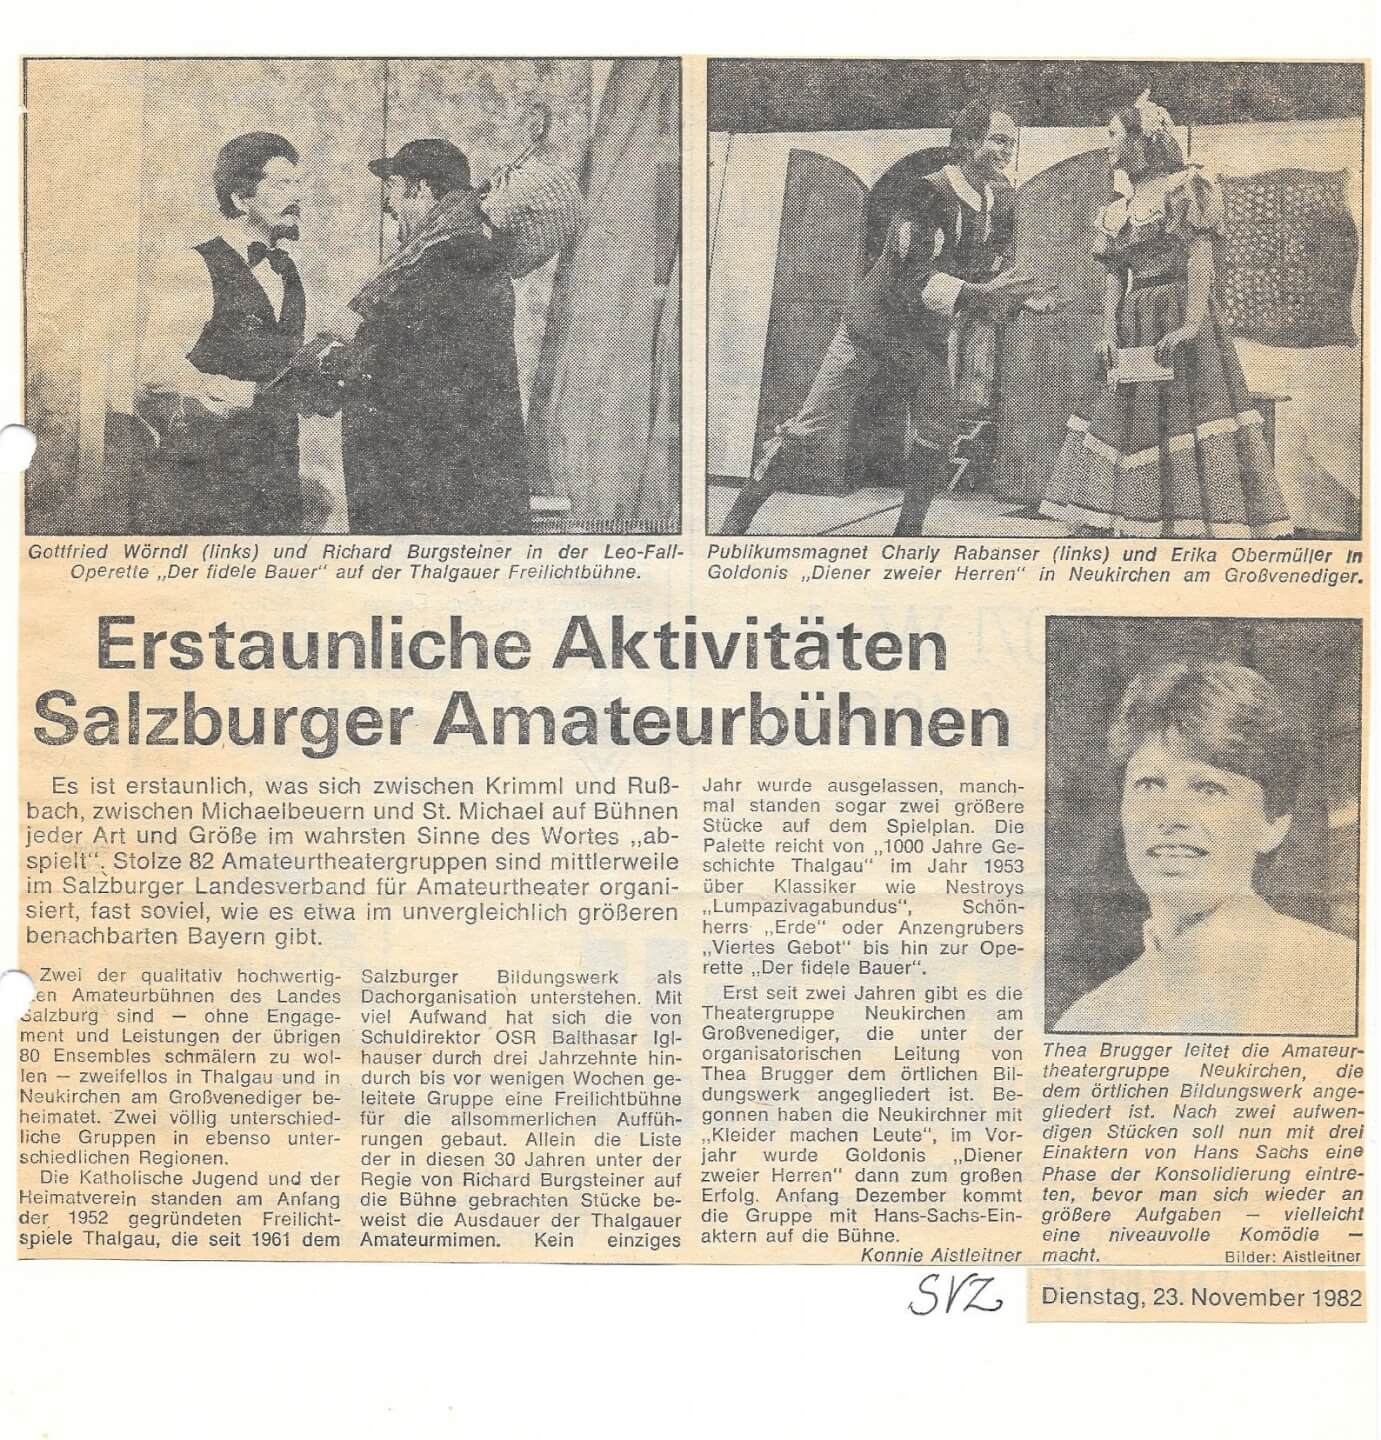 Gottfried Wörndl (links) und Richard Burgsteiner in der Leo-Fall-
Operette „Der fidele Bauer" auf der Thalgauer Freilichtbühne.
Publikumsmagnet Charly Rabanser (links) und Erika Obermüller in
Goldonis „Diener zweier Herren" in Neukirchen am Großvenediger.
Erstaunliche Aktivitäten
Salzburger Amateurbühnen
Es ist erstaunlich, was sich zwischen Krimml und Ruß-
bach, zwischen Michaelbeuern und St. Michael auf Bühnen
jeder Art und Größe im wahrsten Sinne des Wortes „ab-
spielt". Stolze 82 Amateurtheatergruppen sind mittlerweile
im Salzburger Landesverband für Amateurtheater organi-
siert, fast soviel, wie es etwa im unvergleichlich größeren
benachbarten Bayern gibt.
Zwei der qualitativ hochwertig-
en Amateurbühnen des Landes
Salzburg sind — ohne Engage-
ment und Leistungen der übrigen
80 Ensembles schmälern zu wol-
len — zweifellos in Thalgau und in
Neukirchen am Großvenediger be-
heimatet. Zwei völlig unterschied-
liche Gruppen in ebenso unter-
schiedlichen Regionen.
Die Katholische Jugend und der
Heimatverein standen am Anfang
der 1952 gegründeten Freilicht-
spiele Thalgau, die seit 1961 dem
Salzburger Bildungswerk als
Dachorganisation unterstehen. Mit
viel Aufwand hat sich die von
Schuldirektor OSR Balthasar Igl-
hauser durch drei Jahrzehnte hin-
durch bis vor wenigen Wochen ge-
leitete Gruppe eine Freilichtbühne
für die allsommerlichen Auffüh-
rungen gebaut. Allein die Liste
der in diesen 30 Jahren unter der
Regie von Richard Burgsteiner auf
die Bühne gebrachten Stücke be-
weist die Ausdauer der Thalgauer
Amateurmimen. Kein einziges
Jahr wurde ausgelassen, manch-
mal standen sogar zwei größere
Stücke auf dem Spielplan. Die
Palette reicht von „1000 Jahre Ge-
schichte Thalgau" im Jahr 1953
über Klassiker wie Nestroys
„Lumpazivagabundus", Schön-
herrs „Erde" oder Anzengrubers
„Viertes Gebot" bis hin zur Ope-
rette „Der fidele Bauer".
Erst seit zwei Jahren gibt es die
Theatergruppe Neukirchen am
Großvenediger, die unter der
organisatorischen Leitung von
Thea Brugger dem örtlichen Bil-
dungswerk angegliedert ist. Be-
gonnen haben die Neukirchner mit
„Kleider machen Leute", im Vor-
jahr wurde Goldonis „Diener
zweier Herren" dann zum großen
Erfolg. Anfang Dezember kommt
die Gruppe mit Hans-Sachs-Ein-
aktern auf die Bühne.
Konnie Aistleitner
Thea Brugger leitet die Amateur-
theatergruppe Neukirchen, die
dem örtlichen Bildungswerk ange-
gliedert ist. Nach zwei aufwen-
digen Stücken soll nun mit drei
Einaktern von Hans Sachs eine
Phase der Konsolidierung eintre-
ten, bevor man sich wieder an
größere Aufgaben — vielleicht
eine niveauvolle Komödie —
macht. Bilder: Aistleitner
SVZ
Dienstag, 23. November 1982